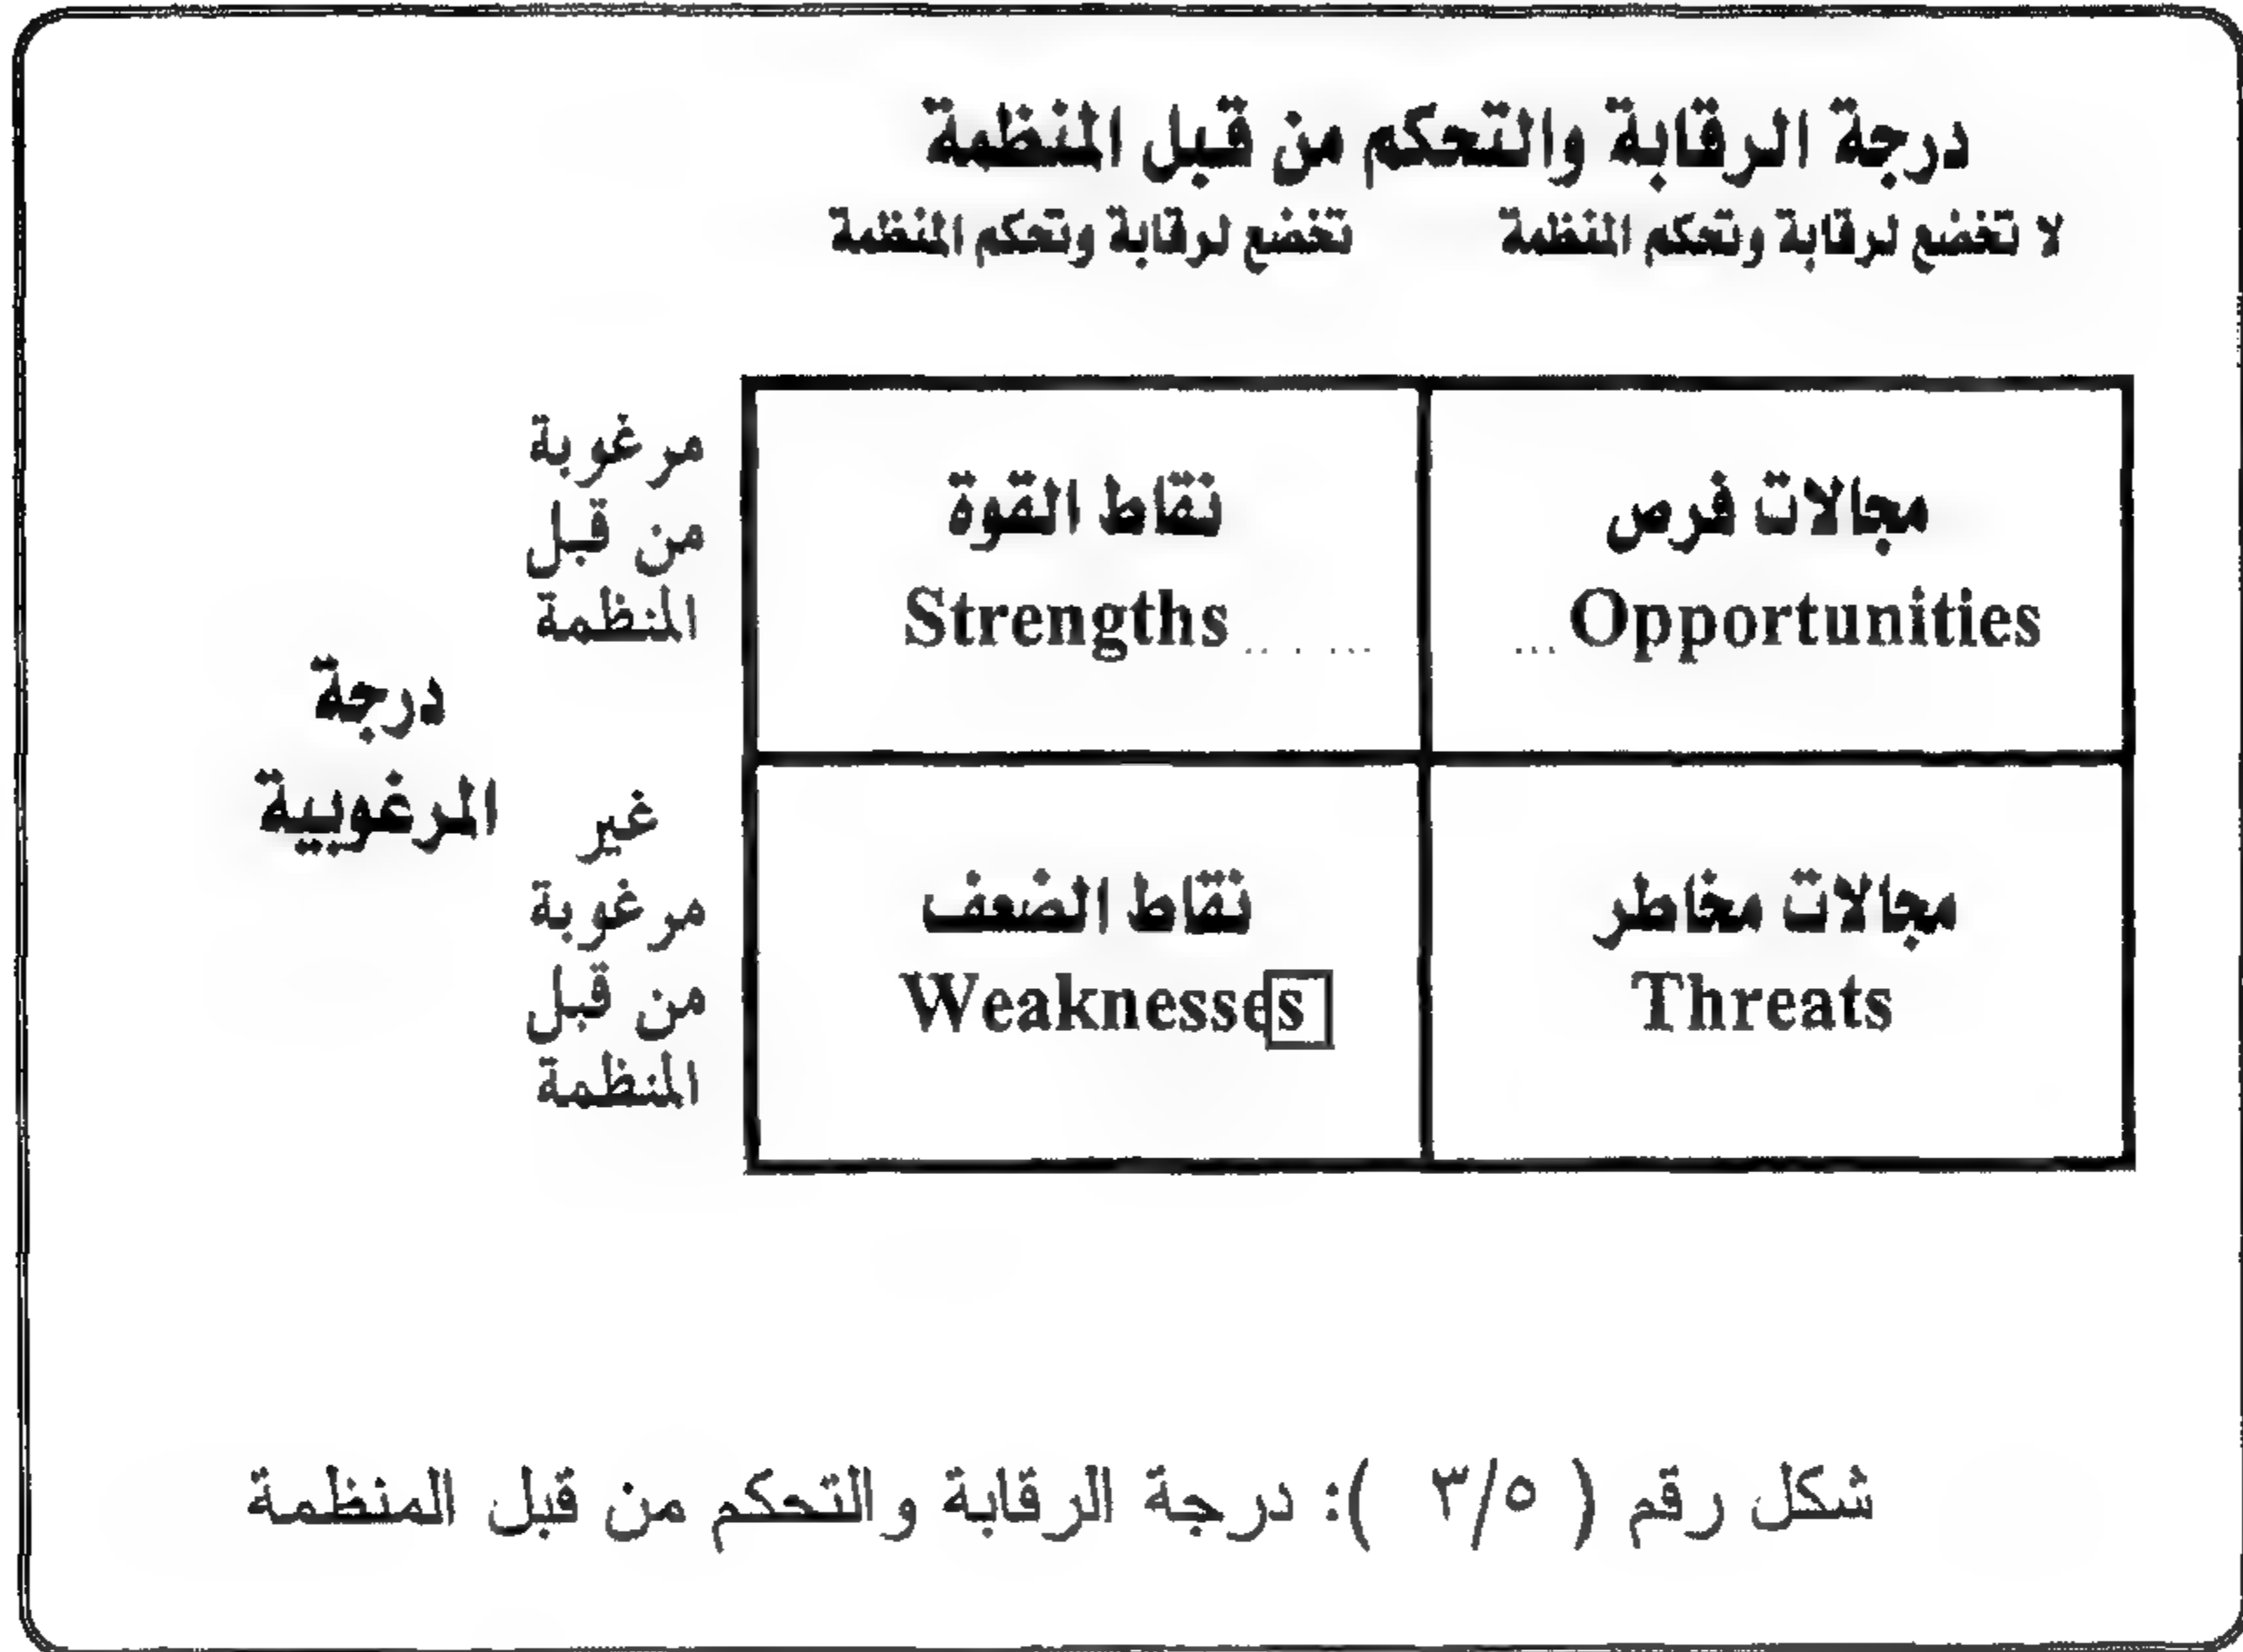 درجة الرقابة والتحكم من قبل المنظمة
لا تخضع لرقابة وتحكم المنظمة تخضع لرقابة وتحكم المنظمة
مجالات فرص
Opportunities
نقاط القوة
Strengths
مرغوبة
من قبل
المنظمة
درجة
المرغوبية
مجالات مخاطر
Threats
نقاط الضعف
Weaknesses
غير
مرغوبة
من قبل
المنظمة
شكل رقم ( ٣/٥ ): درجة الرقابة والتحكم من قبل المنظمة